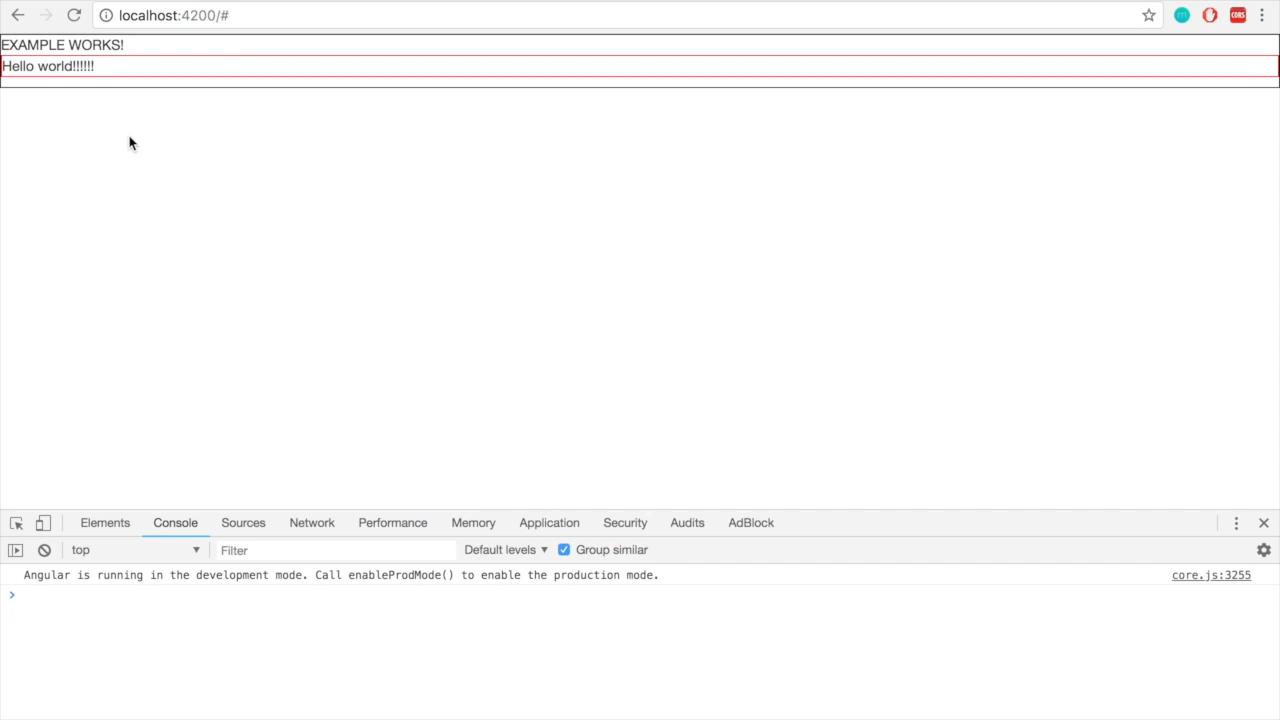 localhost:4200/#
CORS
EXAMPLE WORKS!
Hello world!!!!!!
Elements Console Sources Network Performance Memory Application Security Audits AdBlock
top Filter Default levels Group similar
Angular is running in the development mode. Call enableProdMode() to enable the production mode. core.js:3255